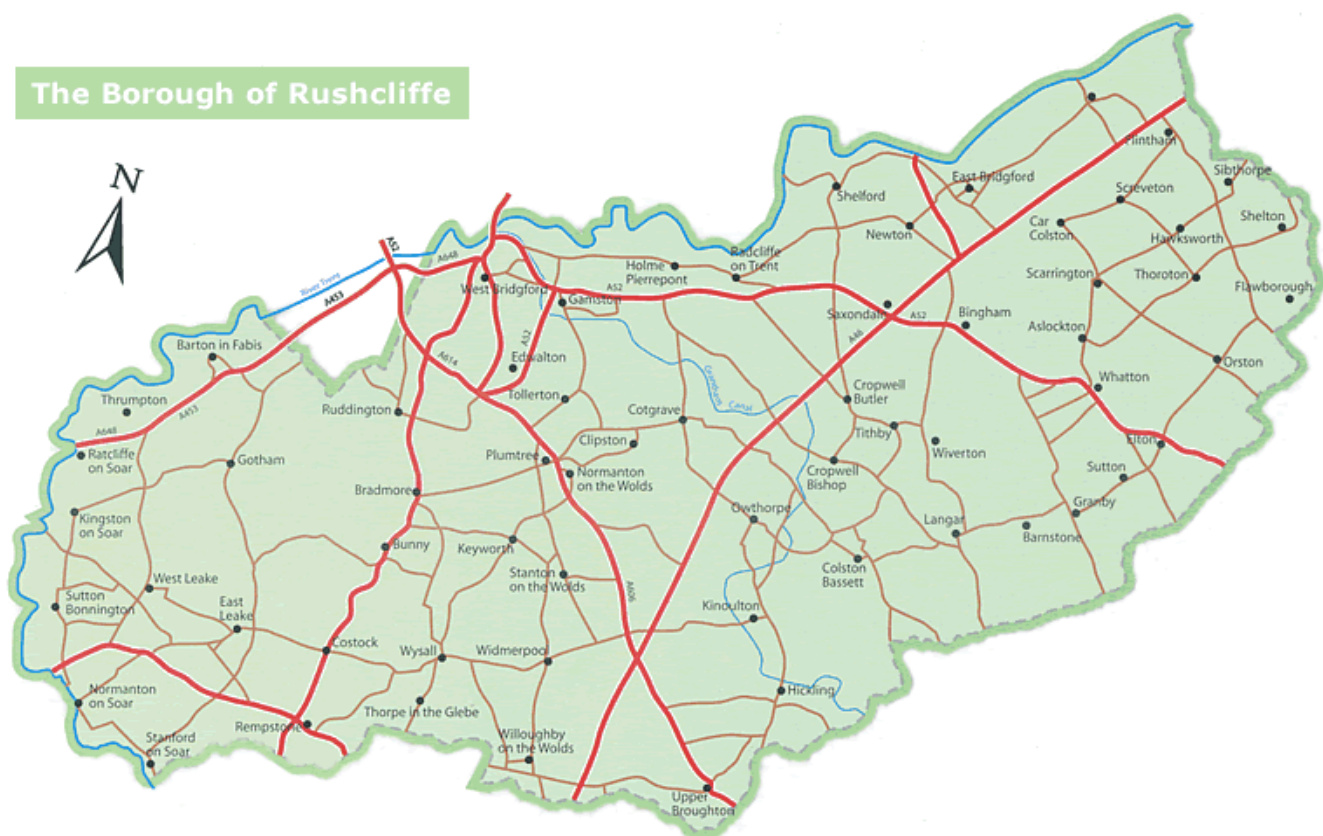 The Borough of Rushcliffe
N
Flintham
East Bridgford
Sibthorpe
Shelford
Screveton
Newton
Car
Colston
Shelton
Hawksworth
A52
A648
River Trent
A453
West Bridgford
Holme
Pierrepont
Radcliffe
on Trent
Scarrington
Thoroton
Flawborough
Gamston
A52
Saxondale
A52
Bingham
Aslockton
Barton in Fabis
A614
A52
Edwalton
A46
Orston
Thrumpton
A453
Ruddington
Tollerton
Grantham
Canal
Cropwell
Butler
Whatton
A648
Ratcliffe
on Soar
Gotham
Cotgrave
Clipston
Plumtree
Normanton
on the Wolds
Tithby
Wiverton
Elton
Cropwell
Bishop
Sutton
Bradmore
Owthorpe
Granby
Kingston
on Soar
Langar
Barnstone
Bunny
Keyworth
Stanton
on the Wolds
Colston
Bassett
West Leake
Sutton
Bonnington
East
Leake
A606
Kinoulton
Costock
Wysall
Widmerpoo
Normanton
on Soar
Thorpe in the Glebe
Hickling
Rempstone
Stanford
on Soar
Willoughby
on the Wolds
Upper
Broughton